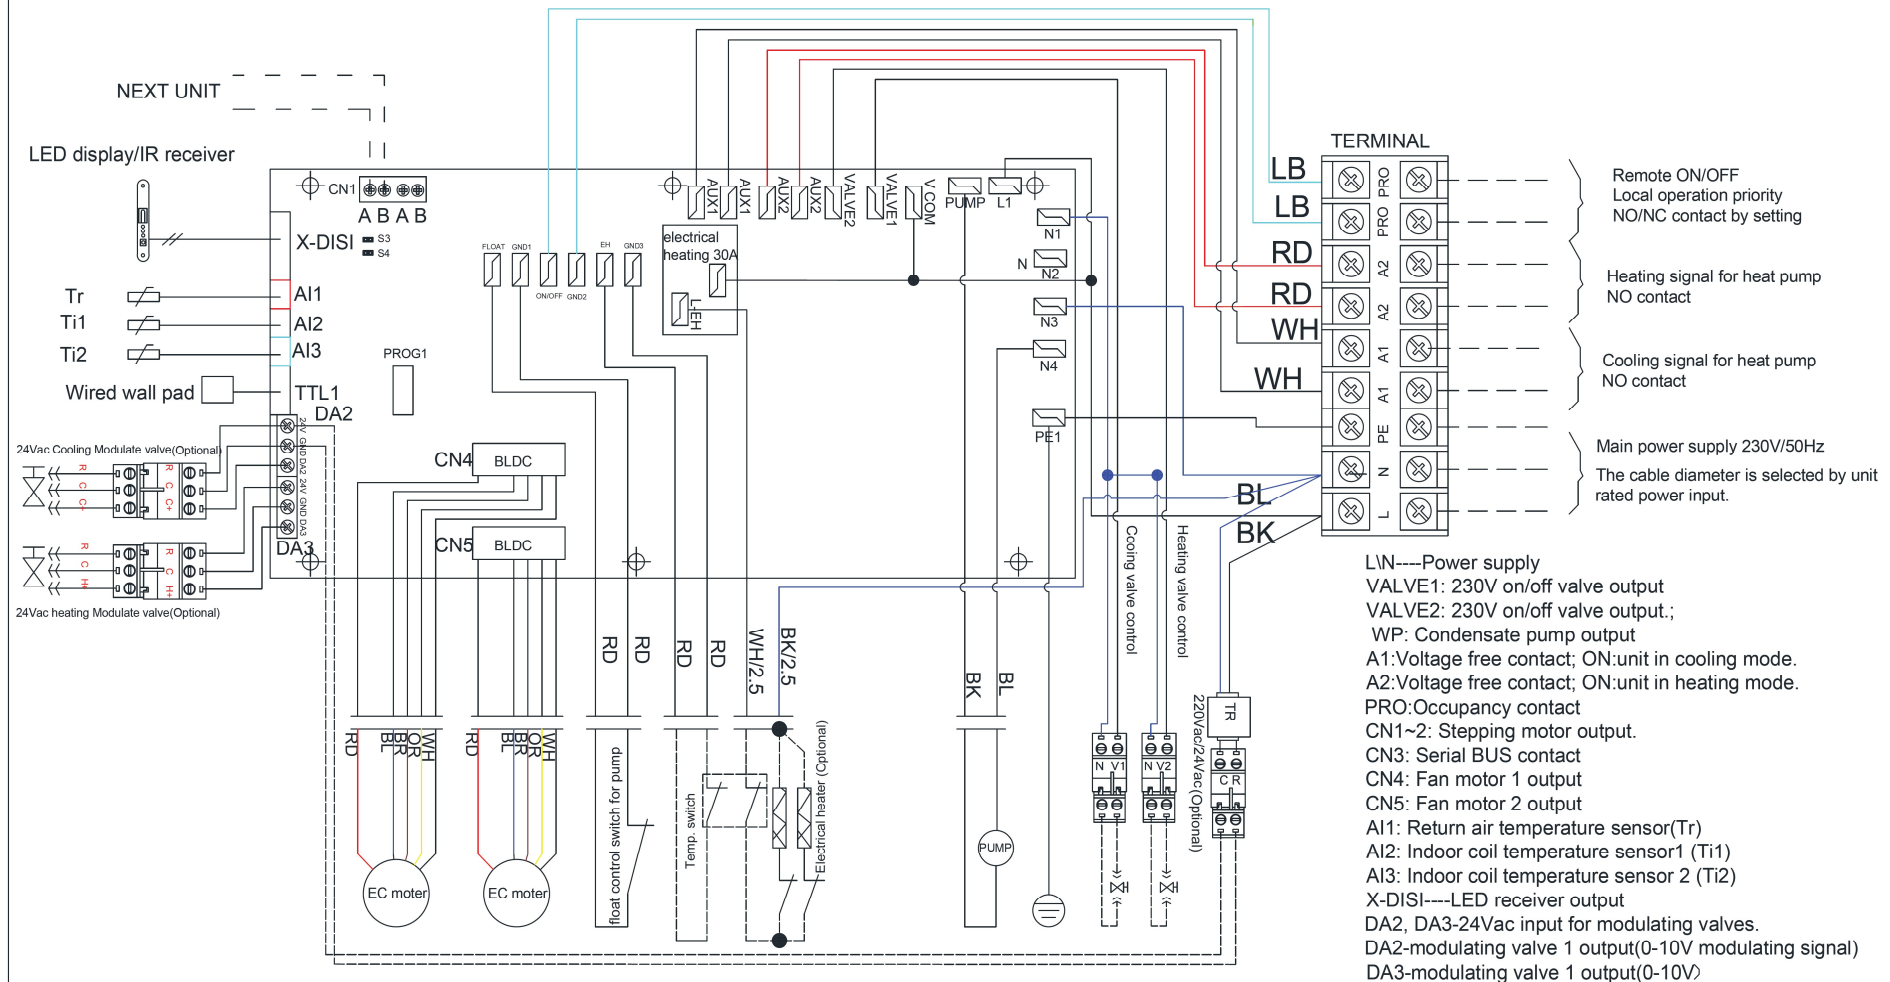 NEXT UNIT
LED display/IR receiver
CN1
A B A B
X-DISI
S3
S4
Tr
AI1
Ti1
AI2
Ti2
AI3
Wired wall pad
TTL1
DA2
24V GND DA2 24V GND DA3
DA3
24Vac Cooling Modulate valve(Optional)
R C C+
R C C+
24Vac heating Modulate valve(Optional)
R C H+
R C H+
PROG1
FLOAT
GND1
ON/OFF
GND2
EH
GND3
electrical
heating 30A
L-EH
AUX1
AUX1
AUX2
AUX2
VALVE2
VALVE1
V COM
PUMP
L1
N1
N
N2
N3
N4
PE1
CN4
BLDC
CN5
BLDC
RD
BL
BR
OR
WH
RD
BL
BR
OR
WH
EC moter
EC moter
RD
RD
float control switch for pump
RD
RD
Temp. switch
WH/2.5
BK/2.5
Electrical heater (Optional)
BK
BL
PUMP
Ccoing valve control
Heating valve control
N V1
N V2
220Vac/24Vac(Optional)
TR
C R
LB
LB
RD
RD
WH
WH
BL
BK
TERMINAL
PRO
PRO
A2
A2
A1
A1
PE
N
L
Remote ON/OFF
Local operation priority
NO/NC contact by setting
Heating signal for heat pump
NO contact
Cooling signal for heat pump
NO contact
Main power supply 230V/50Hz
The cable diameter is selected by unit
rated power input.
L\N----Power supply
VALVE1: 230V on/off valve output
VALVE2: 230V on/off valve output.;
WP: Condensate pump output
A1:Voltage free contact; ON:unit in cooling mode.
A2:Voltage free contact; ON:unit in heating mode.
PRO:Occupancy contact
CN1~2: Stepping motor output.
CN3: Serial BUS contact
CN4: Fan motor 1 output
CN5: Fan motor 2 output
AI1: Return air temperature sensor(Tr)
AI2: Indoor coil temperature sensor1 (Ti1)
AI3: Indoor coil temperature sensor 2 (Ti2)
X-DISI----LED receiver output
DA2, DA3-24Vac input for modulating valves.
DA2-modulating valve 1 output(0-10V modulating signal)
DA3-modulating valve 1 output(0-10V)